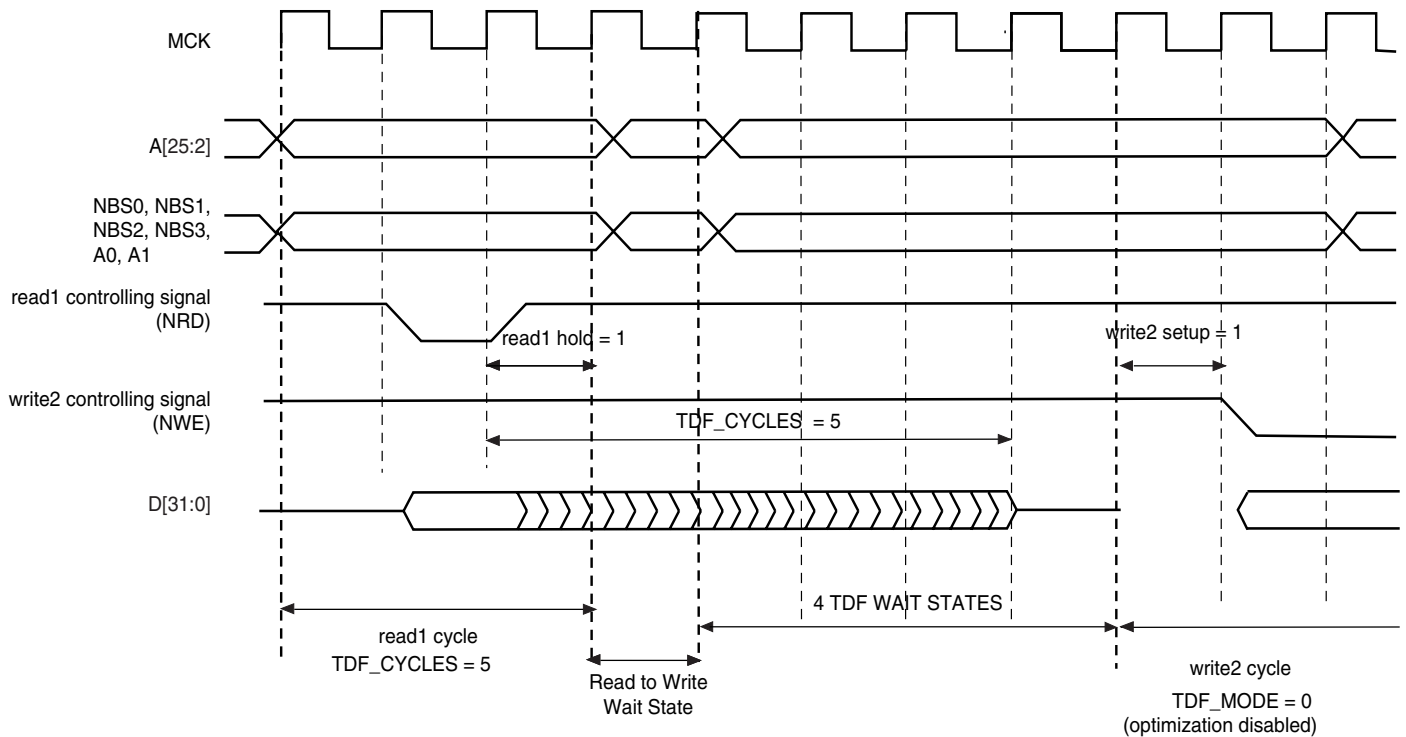 MCK
A[25:2]
NBS0, NBS1,
NBS2, NBS3,
A0, A1
read1 controlling signal
(NRD)
read1 hold = 1
write2 setup = 1
write2 controlling signal
(NWE)
TDF_CYCLES = 5
D[31:0]
4 TDF WAIT STATES
read1 cycle
TDF_CYCLES = 5
Read to Write
Wait State
write2 cycle
TDF_MODE = 0
(optimization disabled)